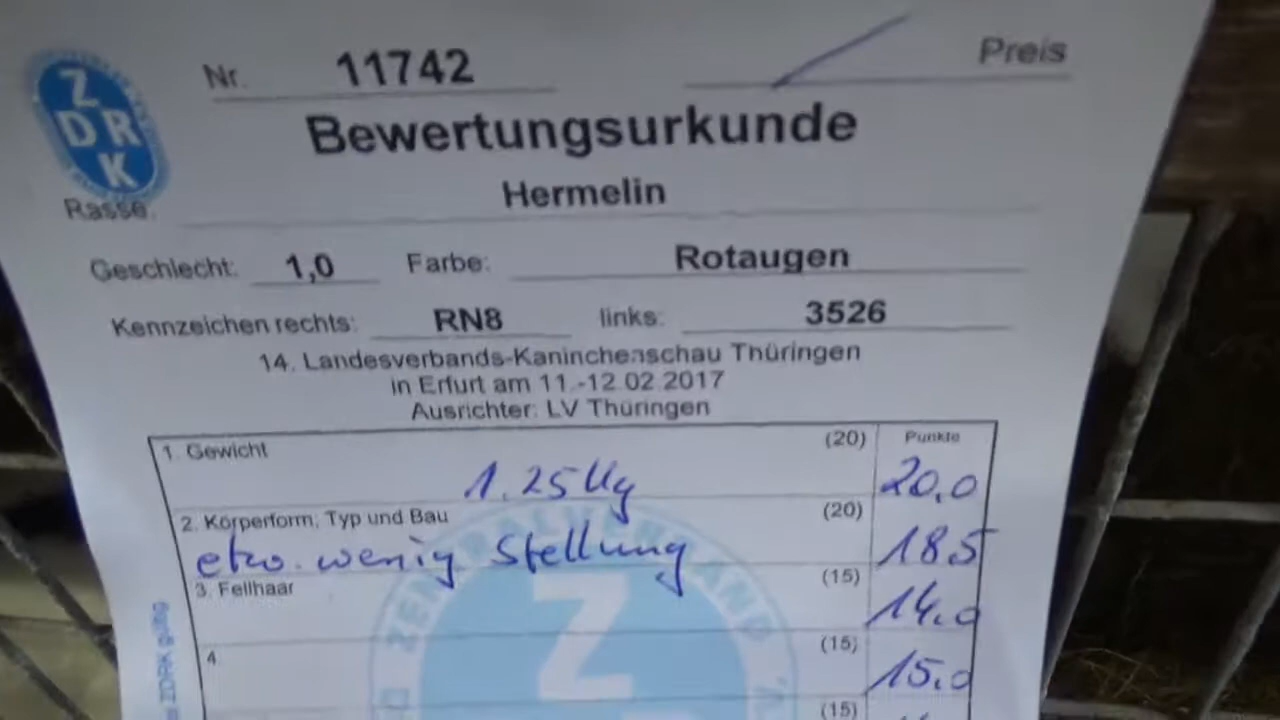 Z
DR
K
Nr. 11742 Preis
Bewertungsurkunde
Rasse: Hermelin
Geschlecht: 1,0 Farbe: Rotaugen
Kennzeichen rechts: RN8 links: 3526
14. Landesverbands-Kaninchenschau Thüringen
in Erfurt am 11.-12.02.2017
Ausrichter: LV Thüringen
1. Gewicht (20) Punkte
1.25 Kg 20,0
2. Körperform, Typ und Bau (20)
etw. wenig Stellung 18,5
3. Fellhaar (15)
14,0
4. (15)
15,0
(15)
Z